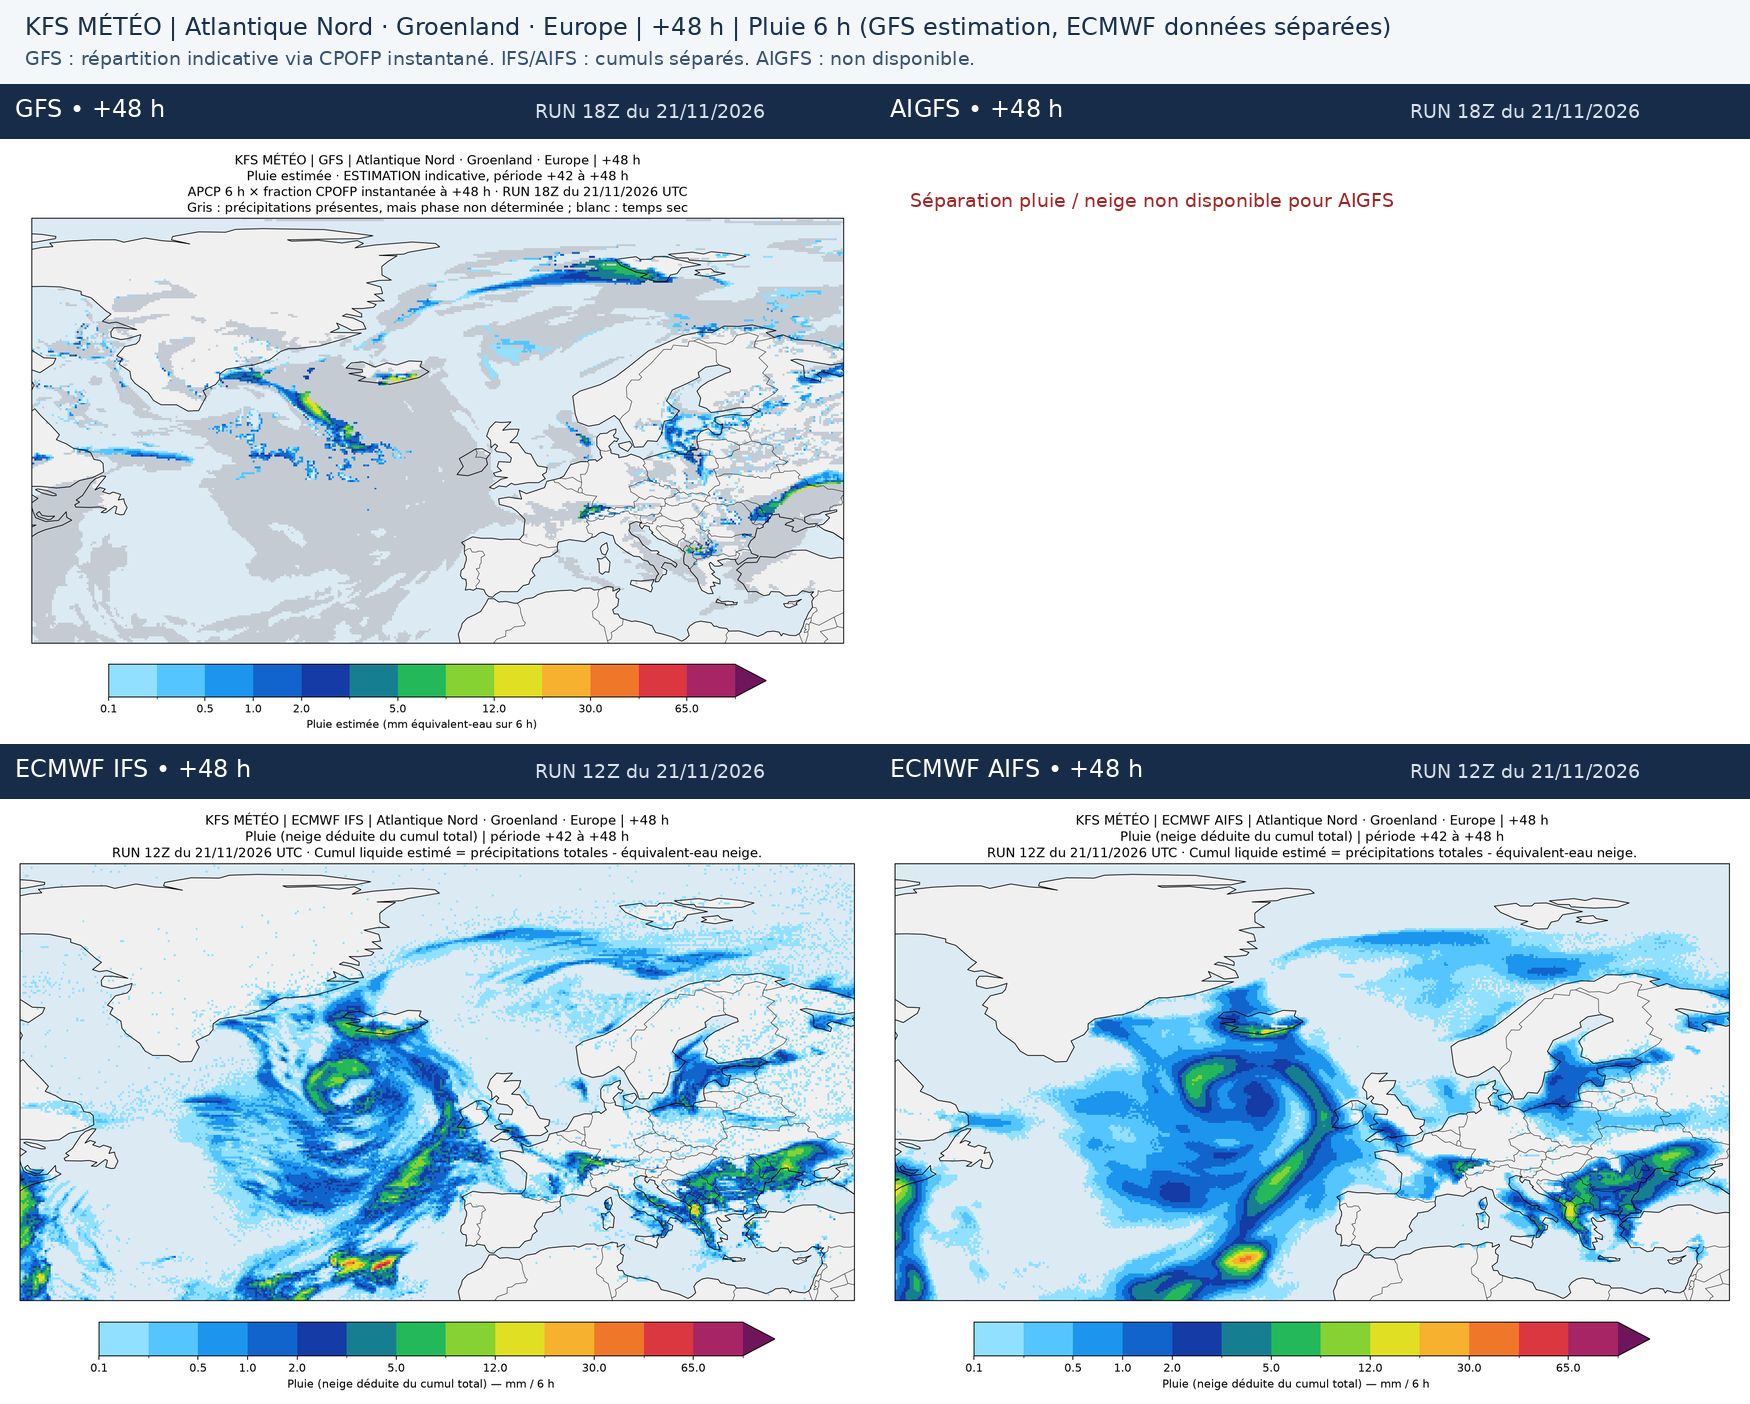 KFS MÉTÉO | Atlantique Nord · Groenland · Europe | +48 h | Pluie 6 h (GFS estimation, ECMWF données séparées)
GFS : répartition indicative via CPOFP instantané. IFS/AIFS : cumuls séparés. AIGFS : non disponible.
GFS • +48 h
RUN 18Z du 21/11/2026
KFS MÉTÉO | GFS | Atlantique Nord · Groenland · Europe | +48 h
Pluie estimée · ESTIMATION indicative, période +42 à +48 h
APCP 6 h × fraction CPOFP instantanée à +48 h · RUN 18Z du 21/11/2026 UTC
Gris : précipitations présentes, mais phase non déterminée ; blanc : temps sec
0.1 0.5 1.0 2.0 5.0 12.0 30.0 65.0
Pluie estimée (mm équivalent-eau sur 6 h)
AIGFS • +48 h
RUN 18Z du 21/11/2026
Séparation pluie / neige non disponible pour AIGFS
ECMWF IFS • +48 h
RUN 12Z du 21/11/2026
KFS MÉTÉO | ECMWF IFS | Atlantique Nord · Groenland · Europe | +48 h
Pluie (neige déduite du cumul total) | période +42 à +48 h
RUN 12Z du 21/11/2026 UTC · Cumul liquide estimé = précipitations totales - équivalent-eau neige.
0.1 0.5 1.0 2.0 5.0 12.0 30.0 65.0
Pluie (neige déduite du cumul total) — mm / 6 h
ECMWF AIFS • +48 h
RUN 12Z du 21/11/2026
KFS MÉTÉO | ECMWF AIFS | Atlantique Nord · Groenland · Europe | +48 h
Pluie (neige déduite du cumul total) | période +42 à +48 h
RUN 12Z du 21/11/2026 UTC · Cumul liquide estimé = précipitations totales - équivalent-eau neige.
0.1 0.5 1.0 2.0 5.0 12.0 30.0 65.0
Pluie (neige déduite du cumul total) — mm / 6 h